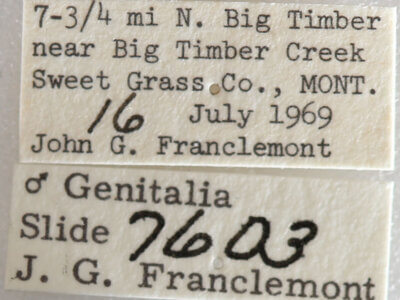 7-3/4 mi N. Big Timber
near Big Timber Creek
Sweet Grass Co., MONT.
16 July 1969
John G. Franclemont
♂ Genitalia
Slide 7603
J. G. Franclemont